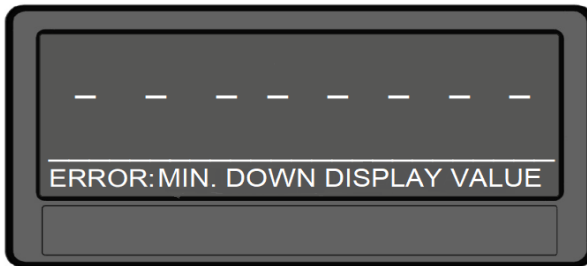 - - - - - - - -
ERROR:MIN. DOWN DISPLAY VALUE